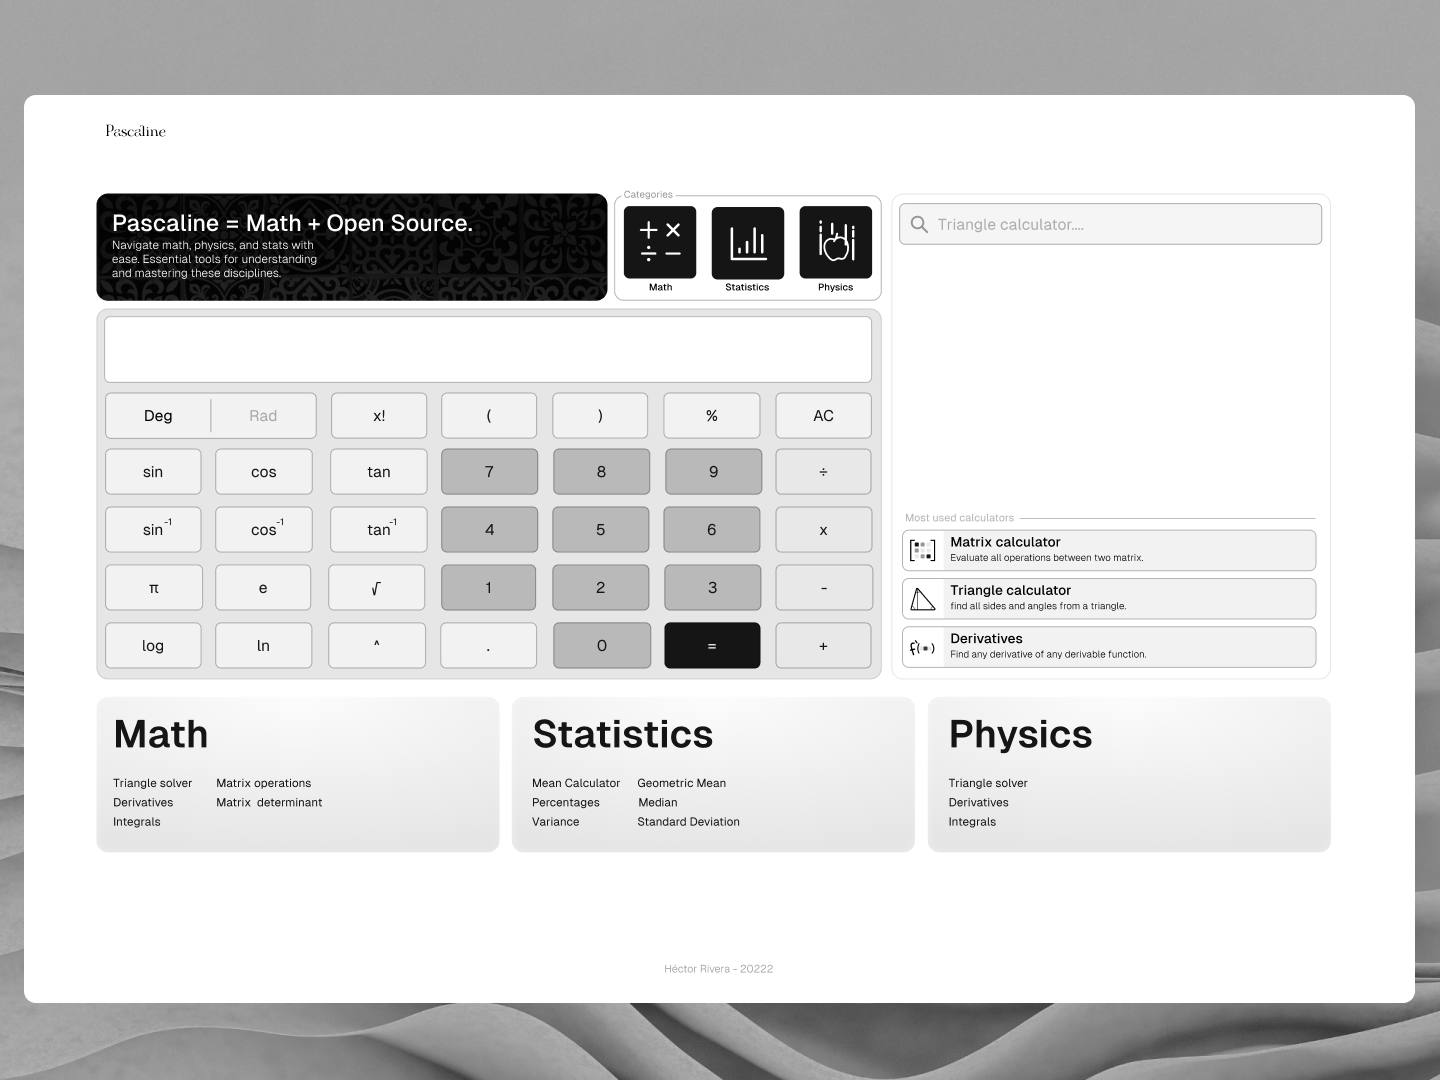 Pascaline
Pascaline = Math + Open Source.
Navigate math, physics, and stats with
ease. Essential tools for understanding
and mastering these disciplines.
Categories
Math
Statistics
Physics
Triangle calculator....
Deg Rad x! ( ) % AC
sin cos tan 7 8 9 ÷
sin-1 cos-1 tan-1 4 5 6 x
π e √ 1 2 3 -
log ln ^ . 0 = +
Most used calculators
Matrix calculator
Evaluate all operations between two matrix.
Triangle calculator
find all sides and angles from a triangle.
f'(▪)
Derivatives
Find any derivative of any derivable function.
Math
Triangle solver Matrix operations
Derivatives Matrix  determinant
Integrals
Statistics
Mean Calculator Geometric Mean
Percentages Median
Variance Standard Deviation
Physics
Triangle solver
Derivatives
Integrals
Héctor Rivera - 20222